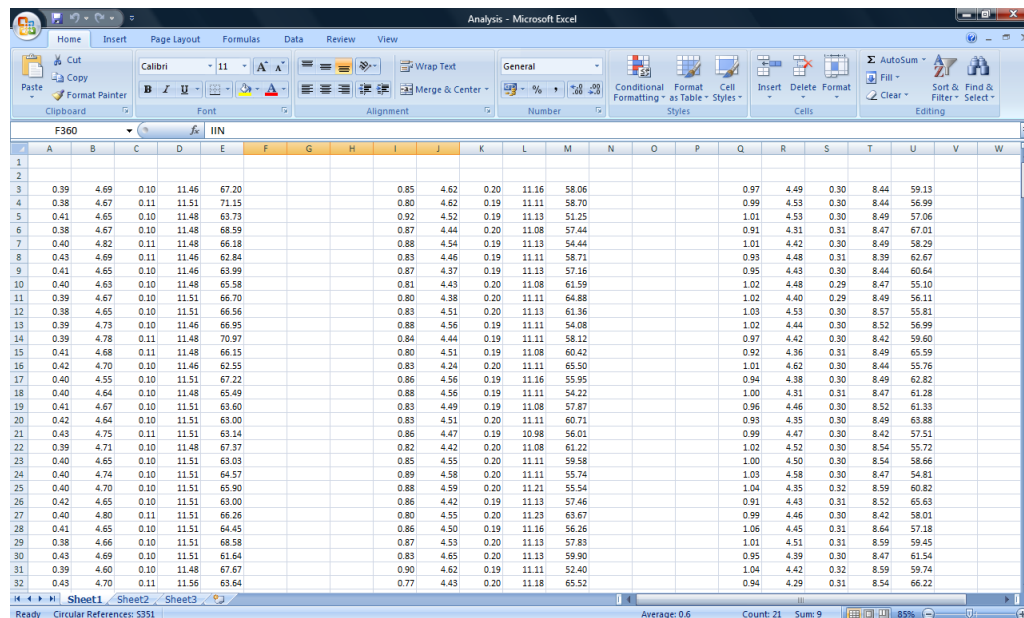 Analysis - Microsoft Excel
Home Insert Page Layout Formulas Data Review View
Cut Calibri 11 A A Wrap Text General Σ AutoSum
Copy Fill
Paste Format Painter B I U A Merge & Center % , Conditional Formatting Format as Table Cell Styles Insert Delete Format Clear Sort & Filter Find & Select
Clipboard Font Alignment Number Styles Cells Editing
F360 fx IIN
A B C D E F G H I J K L M N O P Q R S T U V W
1
2
3 0.39 4.69 0.10 11.46 67.20 0.85 4.62 0.20 11.16 58.06 0.97 4.49 0.30 8.44 59.13
4 0.38 4.67 0.11 11.51 71.15 0.80 4.62 0.19 11.11 58.70 0.99 4.53 0.30 8.44 56.99
5 0.41 4.65 0.10 11.48 63.73 0.92 4.52 0.19 11.13 51.25 1.01 4.53 0.30 8.49 57.06
6 0.38 4.67 0.10 11.48 68.59 0.87 4.44 0.20 11.08 57.44 0.91 4.31 0.31 8.47 67.01
7 0.40 4.82 0.11 11.48 66.18 0.88 4.54 0.19 11.13 54.44 1.01 4.42 0.30 8.49 58.29
8 0.43 4.69 0.11 11.46 62.84 0.83 4.46 0.19 11.11 58.71 0.93 4.48 0.31 8.39 62.67
9 0.41 4.65 0.10 11.46 63.99 0.87 4.37 0.19 11.13 57.16 0.95 4.43 0.30 8.44 60.64
10 0.40 4.63 0.10 11.48 65.58 0.81 4.43 0.20 11.08 61.59 1.02 4.48 0.29 8.47 55.10
11 0.39 4.67 0.10 11.51 66.70 0.80 4.38 0.20 11.11 64.88 1.02 4.40 0.29 8.49 56.11
12 0.38 4.65 0.10 11.51 66.56 0.83 4.51 0.20 11.13 61.36 1.03 4.53 0.30 8.57 55.81
13 0.39 4.73 0.10 11.46 66.95 0.88 4.56 0.19 11.11 54.08 1.02 4.44 0.30 8.52 56.99
14 0.39 4.78 0.11 11.48 70.97 0.84 4.44 0.19 11.11 58.12 0.97 4.42 0.30 8.42 59.60
15 0.41 4.68 0.11 11.48 66.15 0.80 4.51 0.19 11.08 60.42 0.92 4.36 0.31 8.49 65.59
16 0.42 4.70 0.10 11.46 62.55 0.83 4.24 0.20 11.11 65.50 1.01 4.62 0.30 8.44 55.76
17 0.40 4.55 0.10 11.51 67.22 0.86 4.56 0.19 11.16 55.95 0.94 4.38 0.30 8.49 62.82
18 0.40 4.64 0.10 11.48 65.49 0.88 4.56 0.19 11.11 54.22 1.00 4.31 0.31 8.47 61.28
19 0.41 4.67 0.10 11.51 63.60 0.83 4.49 0.19 11.08 57.87 0.96 4.46 0.30 8.52 61.33
20 0.42 4.64 0.10 11.51 63.00 0.83 4.51 0.20 11.11 60.71 0.93 4.35 0.31 8.49 63.88
21 0.43 4.75 0.11 11.51 63.14 0.86 4.47 0.19 10.98 56.01 0.99 4.47 0.30 8.42 57.51
22 0.39 4.71 0.10 11.48 67.37 0.82 4.42 0.20 11.08 61.22 1.02 4.52 0.30 8.54 55.72
23 0.40 4.65 0.10 11.51 63.03 0.85 4.55 0.20 11.11 59.58 1.00 4.50 0.30 8.54 58.66
24 0.40 4.74 0.10 11.51 64.57 0.89 4.58 0.20 11.11 55.74 1.03 4.58 0.30 8.47 54.81
25 0.40 4.70 0.10 11.51 65.90 0.88 4.59 0.20 11.21 55.54 1.04 4.35 0.32 8.59 60.82
26 0.42 4.65 0.10 11.51 63.00 0.86 4.42 0.19 11.13 57.46 0.91 4.43 0.31 8.52 65.63
27 0.40 4.80 0.11 11.51 66.26 0.80 4.55 0.20 11.23 63.67 0.99 4.46 0.30 8.42 58.01
28 0.41 4.65 0.10 11.51 64.45 0.86 4.50 0.19 11.16 56.26 1.06 4.45 0.31 8.64 57.18
29 0.38 4.66 0.10 11.51 68.58 0.87 4.53 0.20 11.13 57.83 1.01 4.51 0.31 8.59 59.45
30 0.43 4.69 0.10 11.51 61.64 0.83 4.65 0.20 11.13 59.90 0.95 4.39 0.30 8.47 61.54
31 0.39 4.60 0.10 11.48 67.67 0.90 4.62 0.19 11.11 52.40 1.04 4.42 0.32 8.59 59.74
32 0.43 4.70 0.11 11.56 63.64 0.77 4.43 0.20 11.18 65.52 0.94 4.29 0.31 8.54 66.22
Sheet1 Sheet2 Sheet3
Ready Circular References: S351 Average: 0.6 Count: 21 Sum: 9 85%